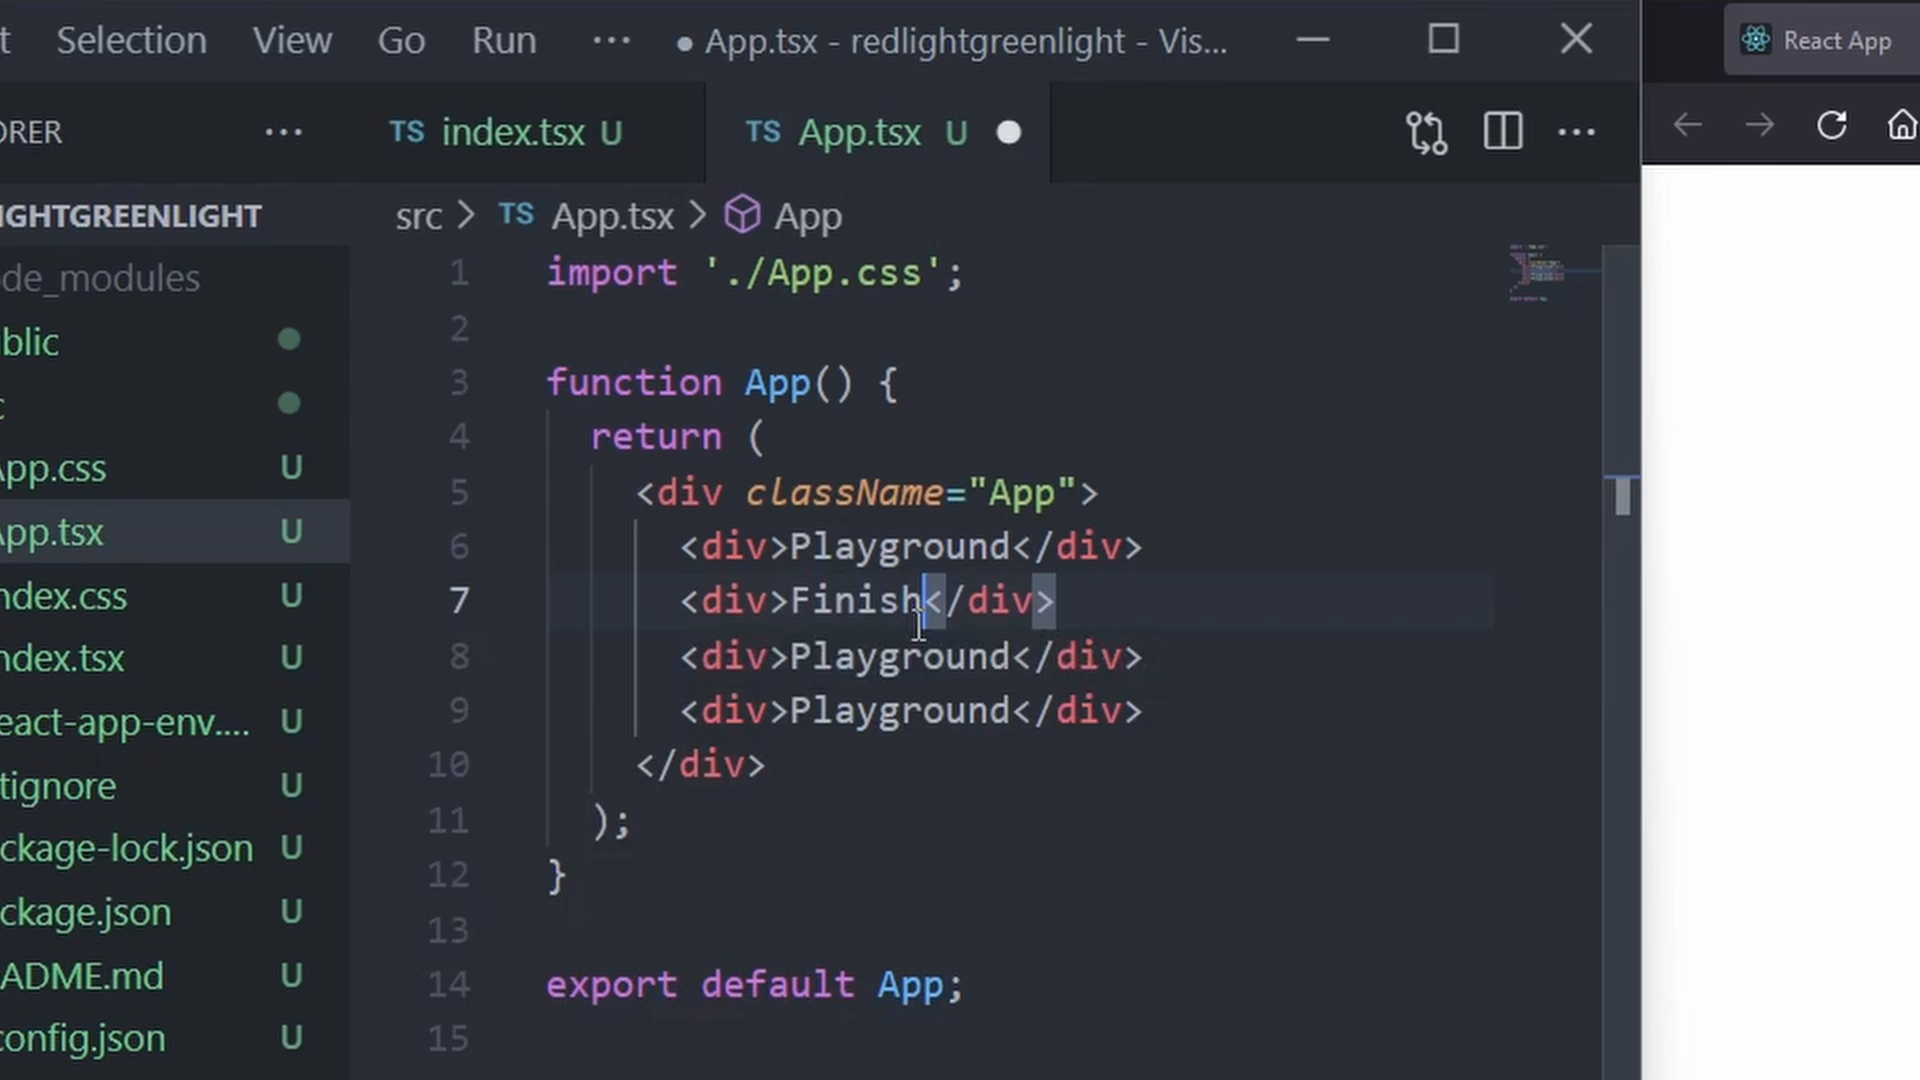 t Selection View Go Run ··· ● App.tsx - redlightgreenlight - Vis...
React App
ORER ···
TS index.tsx U
TS App.tsx U
IGHTGREENLIGHT
src > TS App.tsx > App
de_modules
blic
c
App.css U
App.tsx U
ndex.css U
ndex.tsx U
eact-app-env.... U
tignore U
ckage-lock.json U
ckage.json U
ADME.md U
config.json U
1 import './App.css';
2
3 function App() {
4 return (
5 <div className="App">
6 <div>Playground</div>
7 <div>Finish</div>
8 <div>Playground</div>
9 <div>Playground</div>
10 </div>
11 );
12 }
13
14 export default App;
15